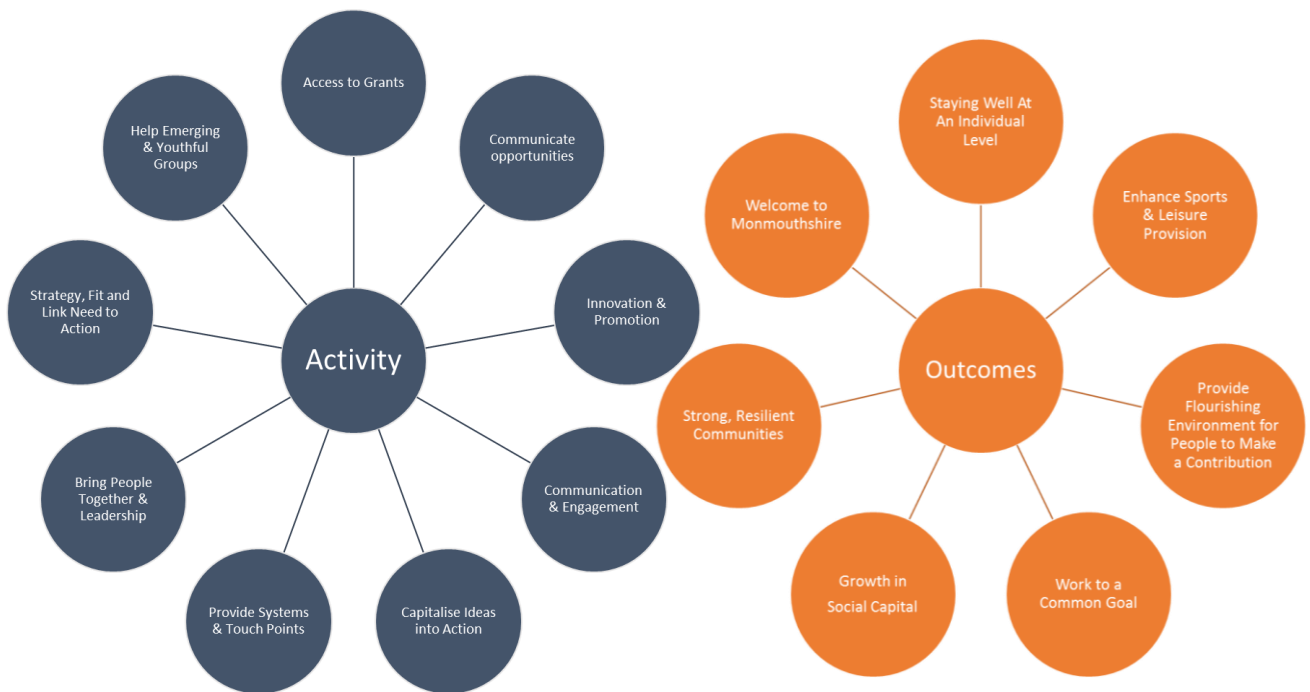 Access to Grants
Communicate
opportunities
Innovation &
Promotion
Communication
& Engagement
Capitalise Ideas
into Action
Provide Systems
& Touch Points
Bring People
Together &
Leadership
Strategy, Fit and
Link Need to
Action
Help Emerging
& Youthful
Groups
Activity
Staying Well At
An Individual
Level
Enhance Sports
& Leisure
Provision
Provide
Flourishing
Environment for
People to Make
a Contribution
Work to a
Common Goal
Growth in
Social Capital
Strong, Resilient
Communities
Welcome to
Monmouthshire
Outcomes